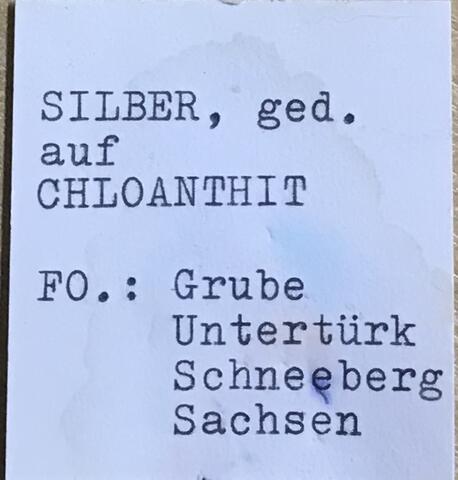 SILBER, ged.
auf
CHLOANTHIT
FO.: Grube
Untertürk
Schneeberg
Sachsen